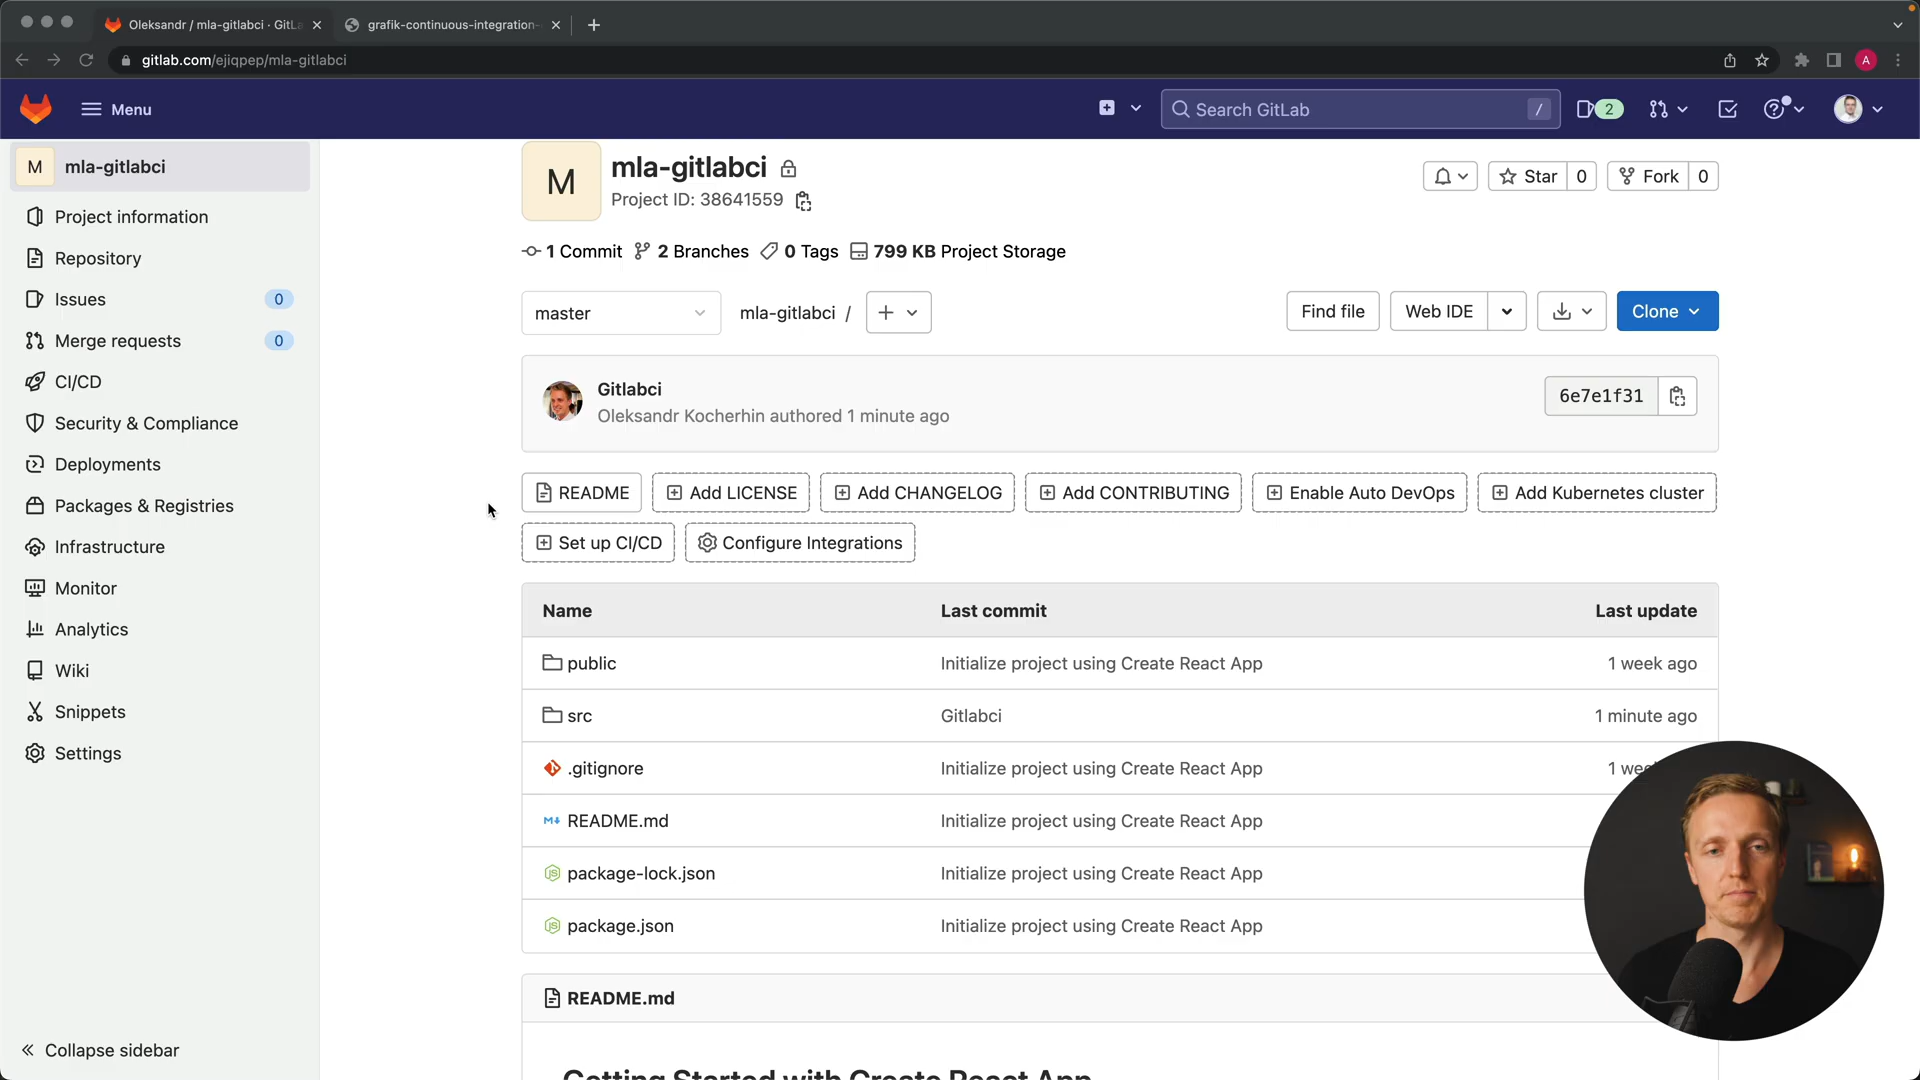 Oleksandr / mla-gitlabci · GitLa
grafik-continuous-integration-
gitlab.com/ejiqpep/mla-gitlabci
A
Menu
Search GitLab
/
2
M
mla-gitlabci
Project information
Repository
Issues
0
Merge requests
0
CI/CD
Security & Compliance
Deployments
Packages & Registries
Infrastructure
Monitor
Analytics
Wiki
Snippets
Settings
Collapse sidebar
M
mla-gitlabci
Project ID: 38641559
Star 0
Fork 0
1 Commit 2 Branches 0 Tags 799 KB Project Storage
master
mla-gitlabci /
Find file
Web IDE
Clone
Gitlabci
Oleksandr Kocherhin authored 1 minute ago
6e7e1f31
README
Add LICENSE
Add CHANGELOG
Add CONTRIBUTING
Enable Auto DevOps
Add Kubernetes cluster
Set up CI/CD
Configure Integrations
Name Last commit Last update
public Initialize project using Create React App 1 week ago
src Gitlabci 1 minute ago
.gitignore Initialize project using Create React App 1 wee
README.md Initialize project using Create React App
package-lock.json Initialize project using Create React App
package.json Initialize project using Create React App
README.md
Getting Started with Create React App